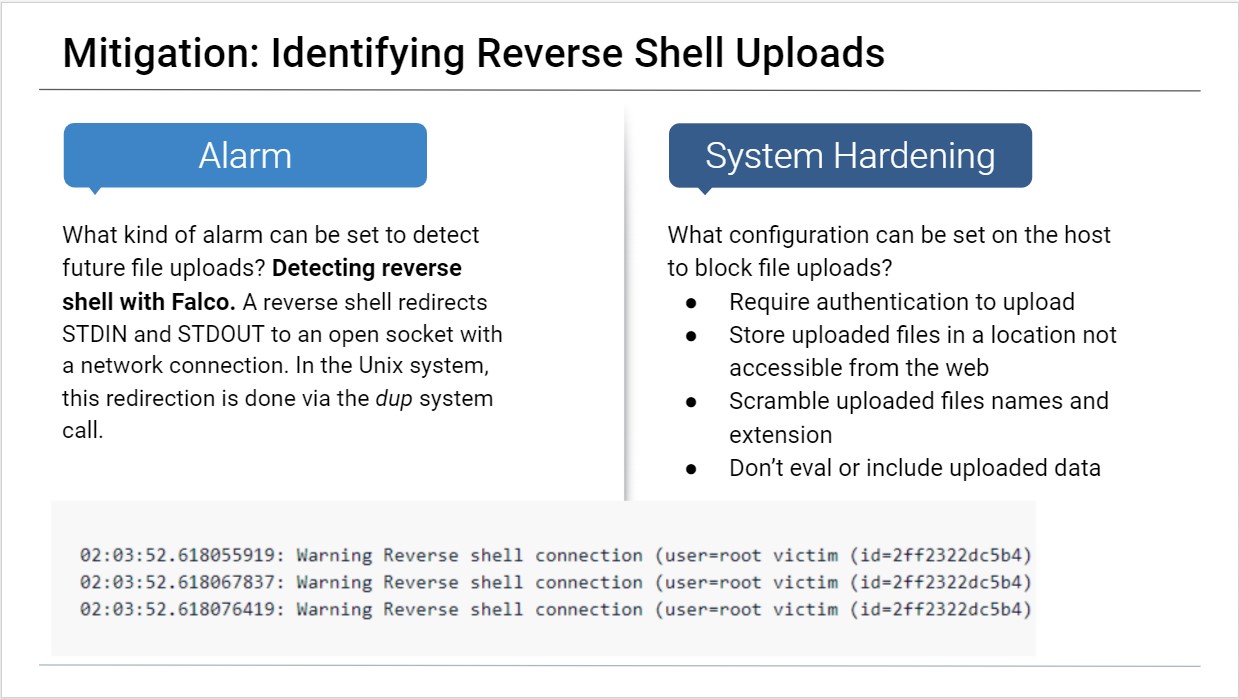 Mitigation: Identifying Reverse Shell Uploads
Alarm
What kind of alarm can be set to detect
future file uploads? Detecting reverse
shell with Falco. A reverse shell redirects
STDIN and STDOUT to an open socket with
a network connection. In the Unix system,
this redirection is done via the dup system
call.
System Hardening
What configuration can be set on the host
to block file uploads?
● Require authentication to upload
● Store uploaded files in a location not
accessible from the web
● Scramble uploaded files names and
extension
● Don’t eval or include uploaded data
02:03:52.618055919: Warning Reverse shell connection (user=root victim (id=2ff2322dc5b4)
02:03:52.618067837: Warning Reverse shell connection (user=root victim (id=2ff2322dc5b4)
02:03:52.618076419: Warning Reverse shell connection (user=root victim (id=2ff2322dc5b4)